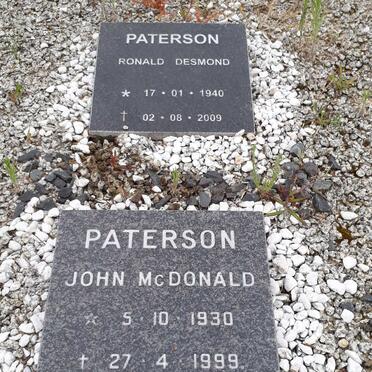 PATERSON
RONALD DESMOND
* 17 · 01 · 1940
† 02 · 08 · 2009
PATERSON
JOHN McDONALD
☆ 5 · 10 · 1930
† 27 · 4 · 1999